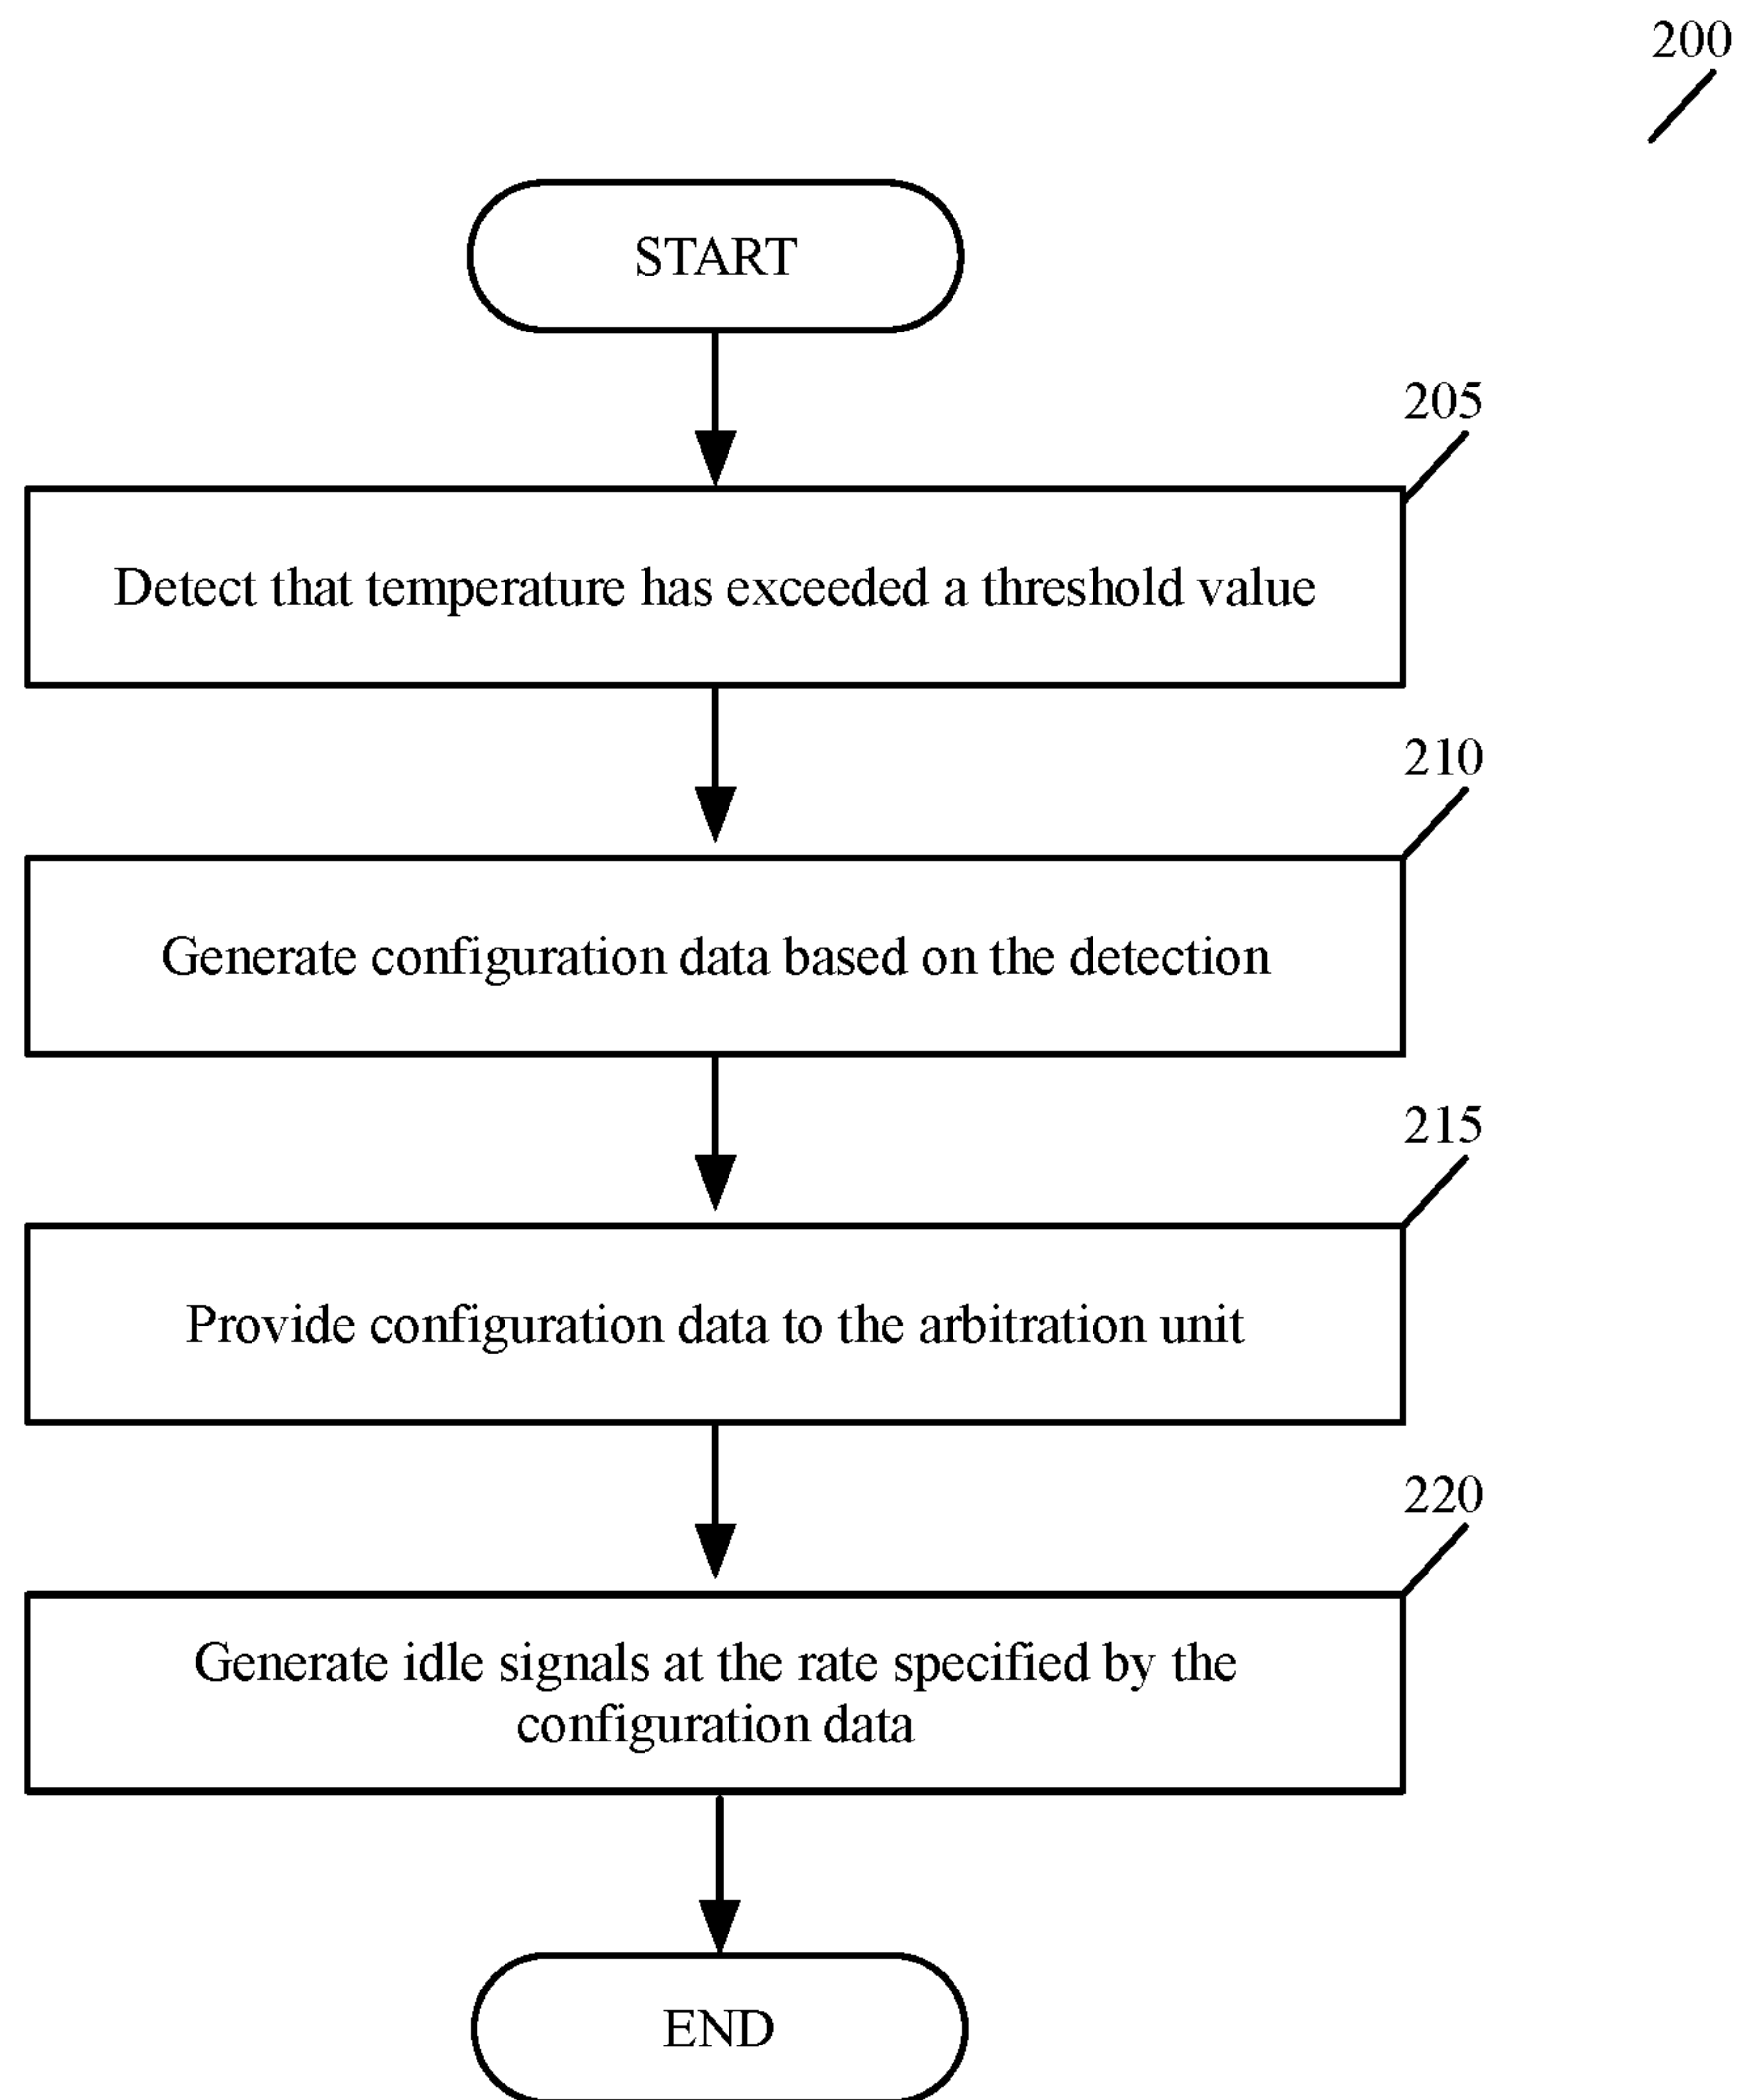 200
START
205
Detect that temperature has exceeded a threshold value
210
Generate configuration data based on the detection
215
Provide configuration data to the arbitration unit
220
Generate idle signals at the rate specified by the
configuration data
END